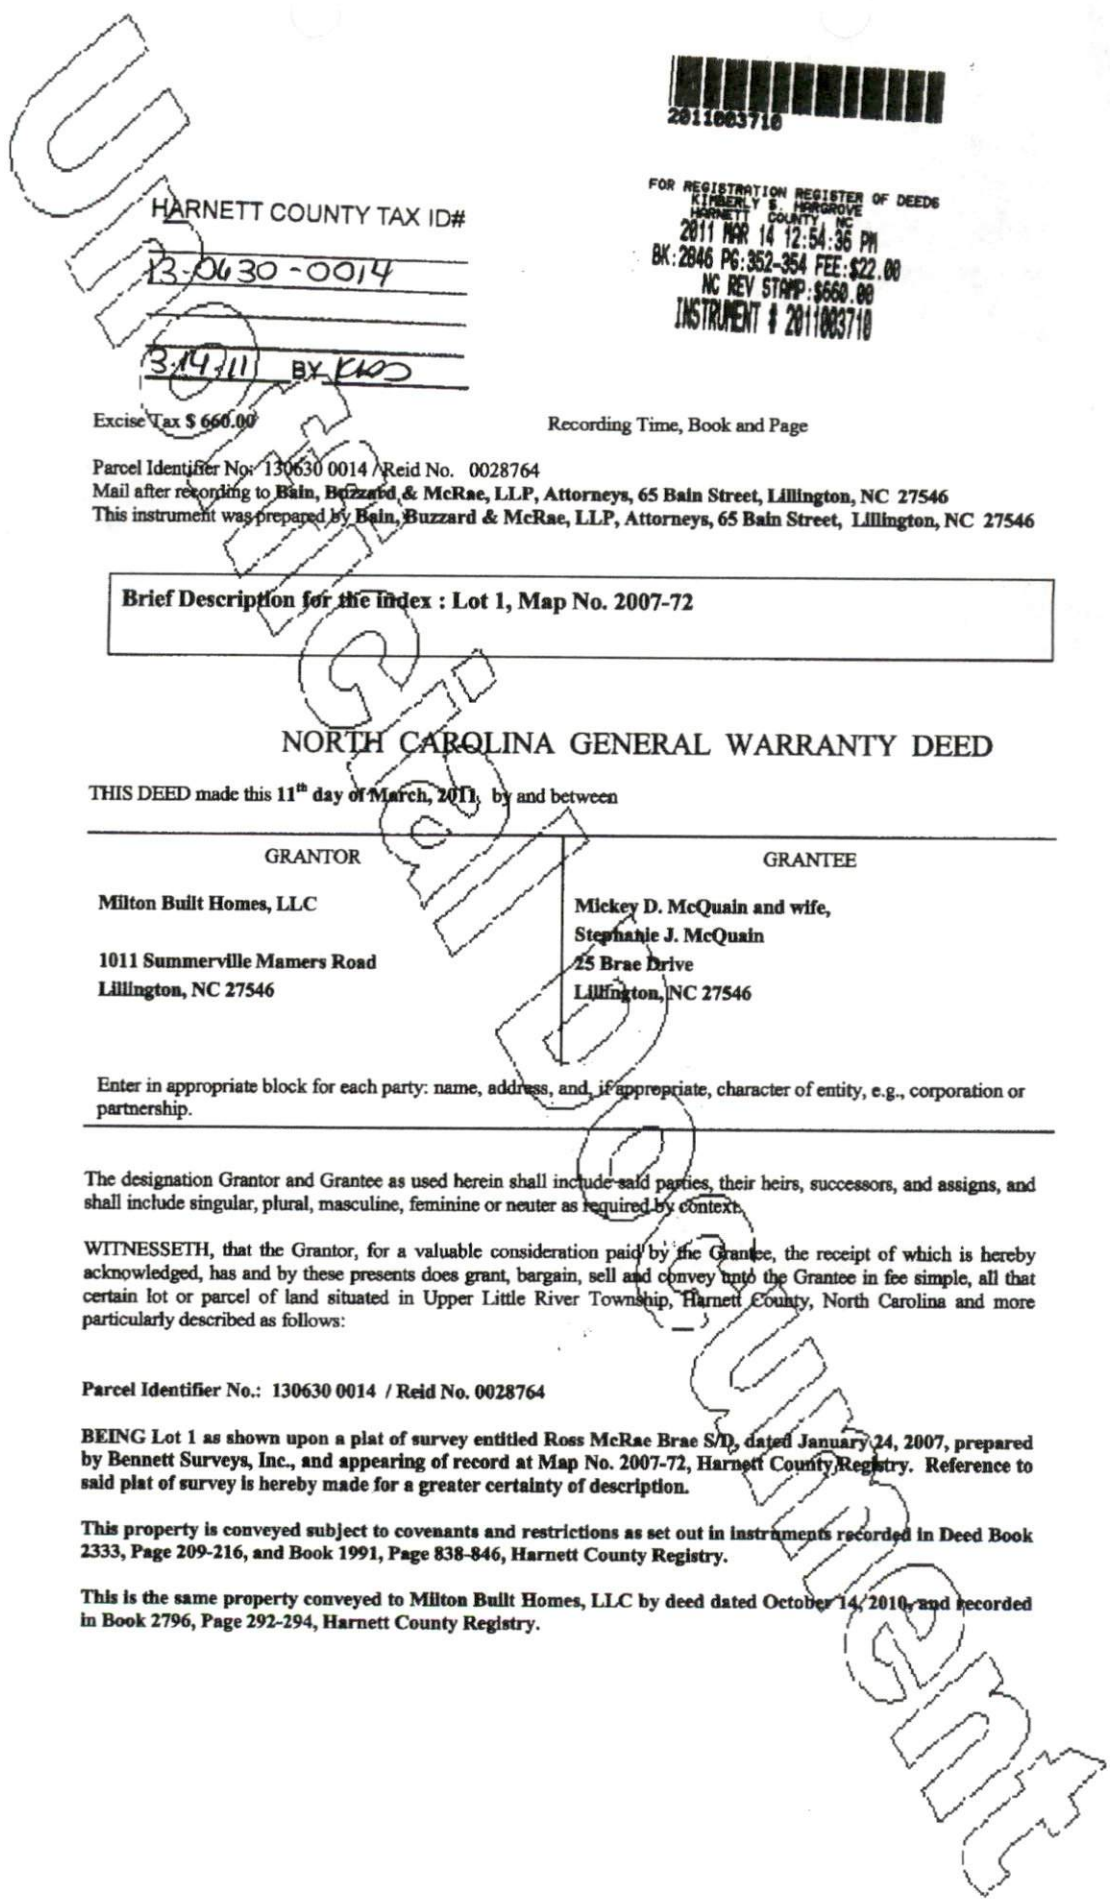 2011003710
FOR REGISTRATION REGISTER OF DEEDS
KIMBERLY S. HARGROVE
HARNETT COUNTY, NC
2011 MAR 14 12:54:36 PM
BK:2846 PG:352-354 FEE:$22.00
NC REV STAMP:$660.00
INSTRUMENT # 2011003710
HARNETT COUNTY TAX ID#
13-0630-0014
3-14-11 BY
Excise Tax $ 660.00 Recording Time, Book and Page
Parcel Identifier No: 130630 0014 / Reid No. 0028764
Mail after recording to Bain, Buzzard & McRae, LLP, Attorneys, 65 Bain Street, Lillington, NC 27546
This instrument was prepared by Bain, Buzzard & McRae, LLP, Attorneys, 65 Bain Street, Lillington, NC 27546
Brief Description for the index : Lot 1, Map No. 2007-72
NORTH CAROLINA GENERAL WARRANTY DEED
THIS DEED made this 11th day of March, 2011, by and between
GRANTOR
Milton Built Homes, LLC
1011 Summerville Mamers Road
Lillington, NC 27546
GRANTEE
Mickey D. McQuain and wife,
Stephanie J. McQuain
25 Brae Drive
Lillington, NC 27546
Enter in appropriate block for each party: name, address, and, if appropriate, character of entity, e.g., corporation or
partnership.
The designation Grantor and Grantee as used herein shall include said parties, their heirs, successors, and assigns, and
shall include singular, plural, masculine, feminine or neuter as required by context.
WITNESSETH, that the Grantor, for a valuable consideration paid by the Grantee, the receipt of which is hereby
acknowledged, has and by these presents does grant, bargain, sell and convey unto the Grantee in fee simple, all that
certain lot or parcel of land situated in Upper Little River Township, Harnett County, North Carolina and more
particularly described as follows:
Parcel Identifier No.: 130630 0014 / Reid No. 0028764
BEING Lot 1 as shown upon a plat of survey entitled Ross McRae Brae S/D, dated January 24, 2007, prepared
by Bennett Surveys, Inc., and appearing of record at Map No. 2007-72, Harnett County Registry. Reference to
said plat of survey is hereby made for a greater certainty of description.
This property is conveyed subject to covenants and restrictions as set out in instruments recorded in Deed Book
2333, Page 209-216, and Book 1991, Page 838-846, Harnett County Registry.
This is the same property conveyed to Milton Built Homes, LLC by deed dated October 14, 2010, and recorded
in Book 2796, Page 292-294, Harnett County Registry.
Unofficial Document